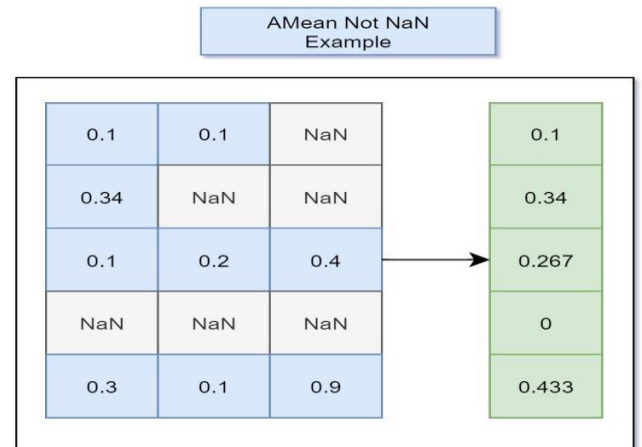 AMean Not NaN
Example
0.1 0.1 NaN 0.1
0.34 NaN NaN 0.34
0.1 0.2 0.4 0.267
NaN NaN NaN 0
0.3 0.1 0.9 0.433